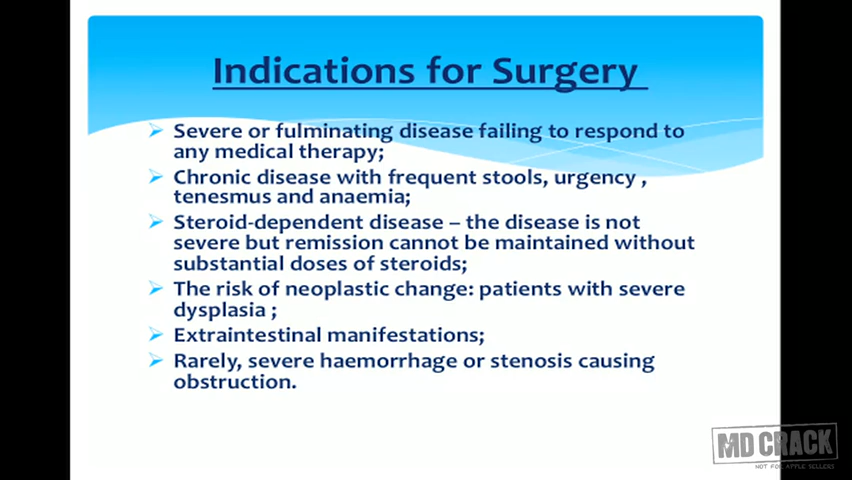 Indications for Surgery
Severe or fulminating disease failing to respond to
any medical therapy;
Chronic disease with frequent stools, urgency ,
tenesmus and anaemia;
Steroid-dependent disease – the disease is not
severe but remission cannot be maintained without
substantial doses of steroids;
The risk of neoplastic change: patients with severe
dysplasia ;
Extraintestinal manifestations;
Rarely, severe haemorrhage or stenosis causing
obstruction.
MD CRACK
NOT FOR APPLE SELLERS